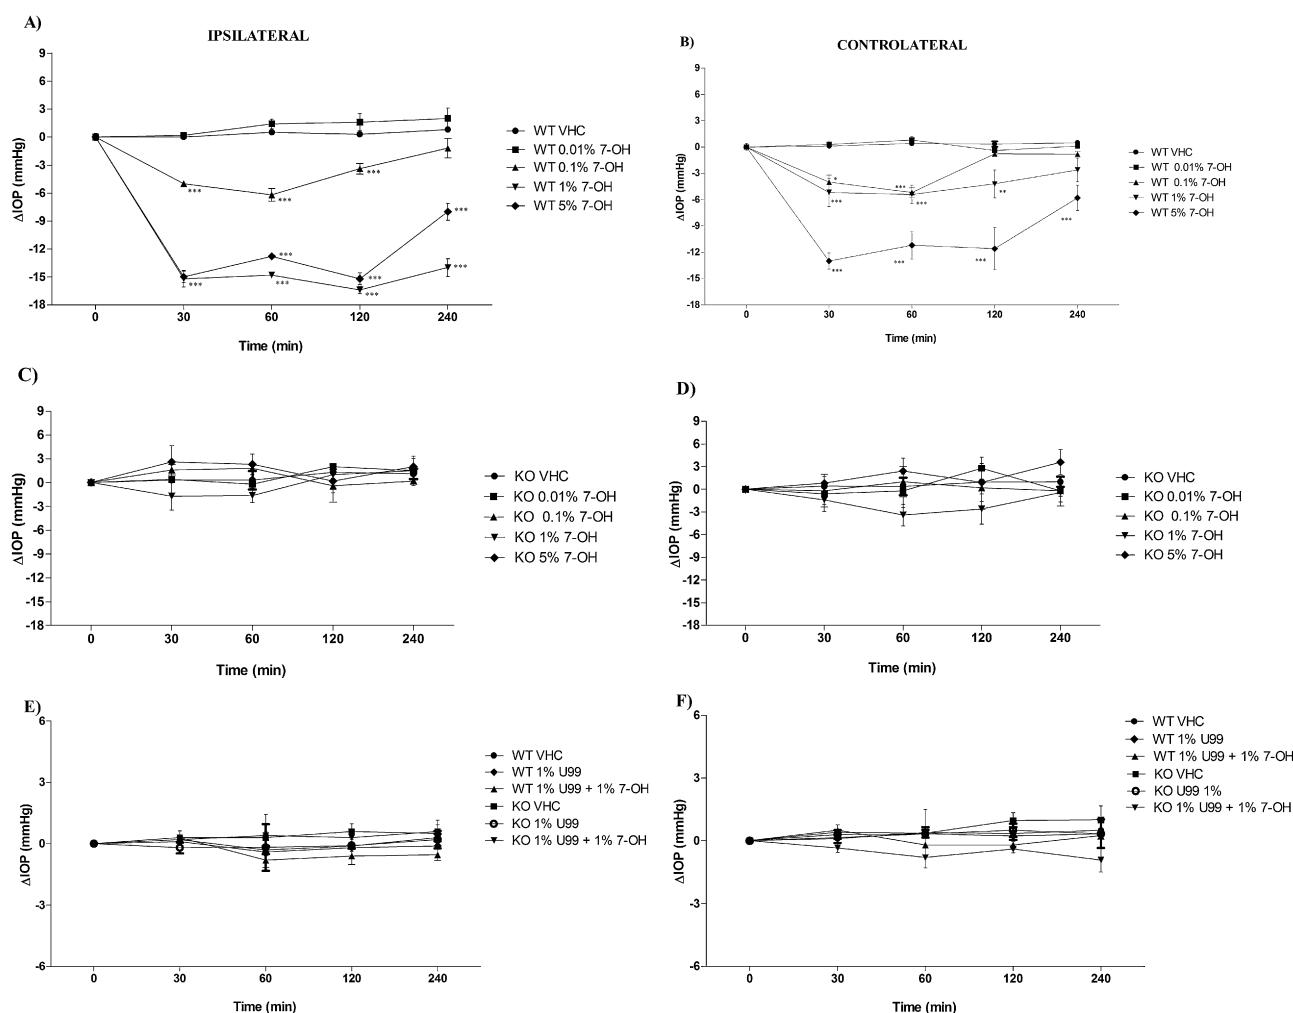 A)
IPSILATERAL
9
6
3
0
-3
-6
-9
-12
-15
-18
ΔIOP (mmHg)
***
***
***
***
***
***
***
***
***
***
0
30
60
120
240
Time (min)
WT VHC
WT 0.01% 7-OH
WT 0.1% 7-OH
WT 1% 7-OH
WT 5% 7-OH
B)
CONTROLATERAL
9
6
3
0
-3
-6
-9
-12
-15
-18
ΔIOP (mmHg)
*
***
***
***
**
***
***
***
***
0
30
60
120
240
Time (min)
WT VHC
WT 0.01% 7-OH
WT 0.1% 7-OH
WT 1% 7-OH
WT 5% 7-OH
C)
9
6
3
0
-3
-6
-9
-12
-15
-18
ΔIOP (mmHg)
0
30
60
120
240
Time (min)
KO VHC
KO 0.01% 7-OH
KO 0.1% 7-OH
KO 1% 7-OH
KO 5% 7-OH
D)
9
6
3
0
-3
-6
-9
-12
-15
-18
ΔIOP (mmHg)
0
30
60
120
240
Time (min)
KO VHC
KO 0.01% 7-OH
KO 0.1% 7-OH
KO 1% 7-OH
KO 5% 7-OH
E)
6
3
0
-3
-6
ΔIOP (mmHg)
0
30
60
120
240
Time (min)
WT VHC
WT 1% U99
WT 1% U99 + 1% 7-OH
KO VHC
KO 1% U99
KO 1% U99 + 1% 7-OH
F)
6
3
0
-3
-6
ΔIOP (mmHg)
0
30
60
120
240
Time (min)
WT VHC
WT 1% U99
WT 1% U99 + 1% 7-OH
KO VHC
KO U99 1%
KO 1% U99 + 1% 7-OH